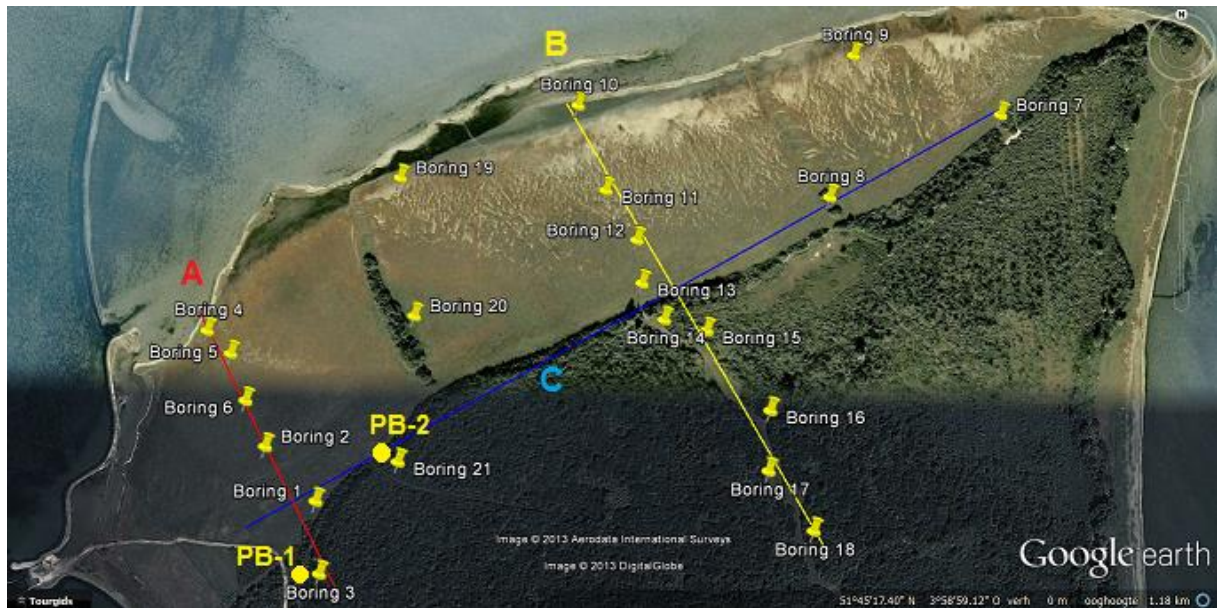 H
Boring 9
B
Boring 10
Boring 7
Boring 19
Boring 8
Boring 11
Boring 12
A
Boring 4
Boring 13
Boring 20
Boring 14
Boring 15
Boring 5
C
Boring 6
Boring 16
PB-2
Boring 2
Boring 21
Boring 17
Boring 1
Image © 2013 Aerodata International Surveys
Boring 18
PB-1
Image © 2013 DigitalGlobe
Google earth
Boring 3
Tourgids
51°45'17.40" N 3°58'59.12" O verh 0 m ooghoogte 1.18 km